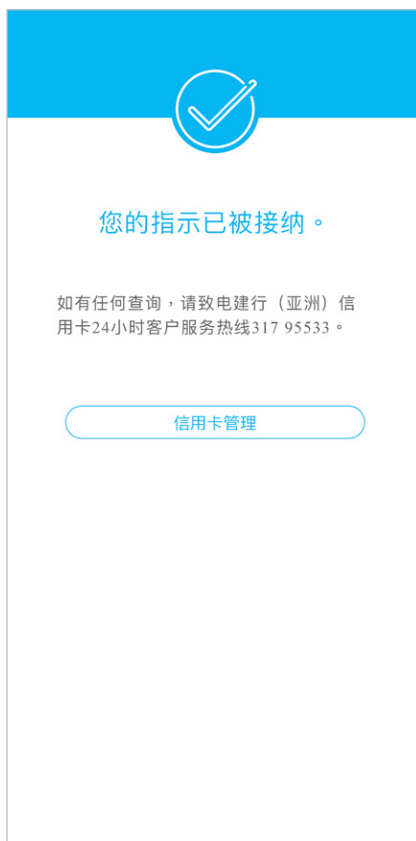 您的指示已被接纳。
如有任何查询，请致电建行（亚洲）信
用卡24小时客户服务热线317 95533。
信用卡管理